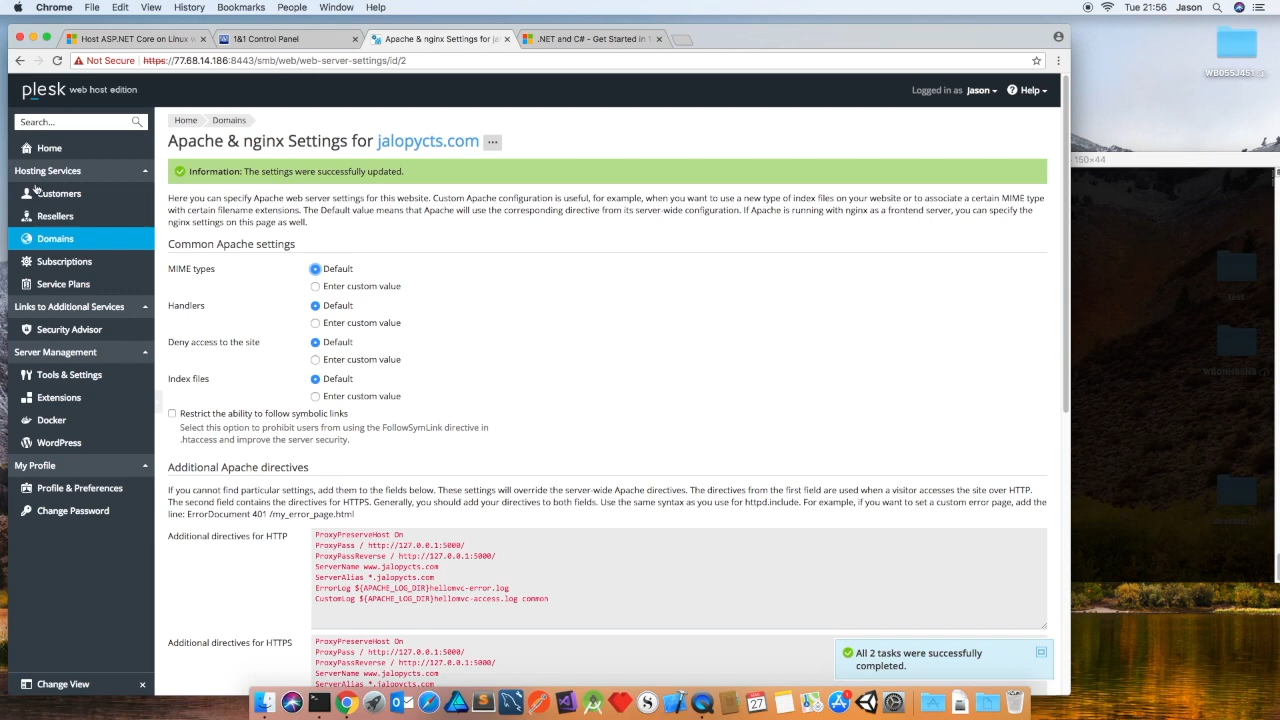 Chrome File Edit View History Bookmarks People Window Help Tue 21:56 Jason
Host ASP.NET Core on Linux 1&1 Control Panel Apache & nginx Settings for ja .NET and C# - Get Started in 1
Not Secure https://77.68.14.186:8443/smb/web/web-server-settings/id/2
WB055J451
plesk web host edition
Logged in as Jason Help
Search...
Home
Hosting Services
Customers
Resellers
Domains
Subscriptions
Service Plans
Links to Additional Services
Security Advisor
Server Management
Tools & Settings
Extensions
Docker
WordPress
My Profile
Profile & Preferences
Change Password
Change View
Home Domains
Apache & nginx Settings for jalopycts.com
Information: The settings were successfully updated.
Here you can specify Apache web server settings for this website. Custom Apache configuration is useful, for example, when you want to use a new type of index files on your website or to associate a certain MIME type
with certain filename extensions. The Default value means that Apache will use the corresponding directive from its server-wide configuration. If Apache is running with nginx as a frontend server, you can specify the
nginx settings on this page as well.
Common Apache settings
MIME types Default
Enter custom value
Handlers Default
Enter custom value
Deny access to the site Default
Enter custom value
Index files Default
Enter custom value
Restrict the ability to follow symbolic links
Select this option to prohibit users from using the FollowSymLink directive in
.htaccess and improve the server security.
Additional Apache directives
If you cannot find particular settings, add them to the fields below. These settings will override the server-wide Apache directives. The directives from the first field are used when a visitor accesses the site over HTTP.
The second field contains the directives for HTTPS. Generally, you should add your directives to both fields. Use the same syntax as you use for httpd.include. For example, if you want to set a custom error page, add the
line: ErrorDocument 401 /my_error_page.html
Additional directives for HTTP
ProxyPreserveHost On
ProxyPass / http://127.0.0.1:5000/
ProxyPassReverse / http://127.0.0.1:5000/
ServerName www.jalopycts.com
ServerAlias *.jalopycts.com
ErrorLog ${APACHE_LOG_DIR}hellomvc-error.log
CustomLog ${APACHE_LOG_DIR}hellomvc-access.log common
Additional directives for HTTPS
ProxyPreserveHost On
ProxyPass / http://127.0.0.1:5000/
ProxyPassReverse / http://127.0.0.1:5000/
ServerName www.jalopycts.com
ServerAlias *.jalopycts.com
All 2 tasks were successfully
completed.
150×44
test
27